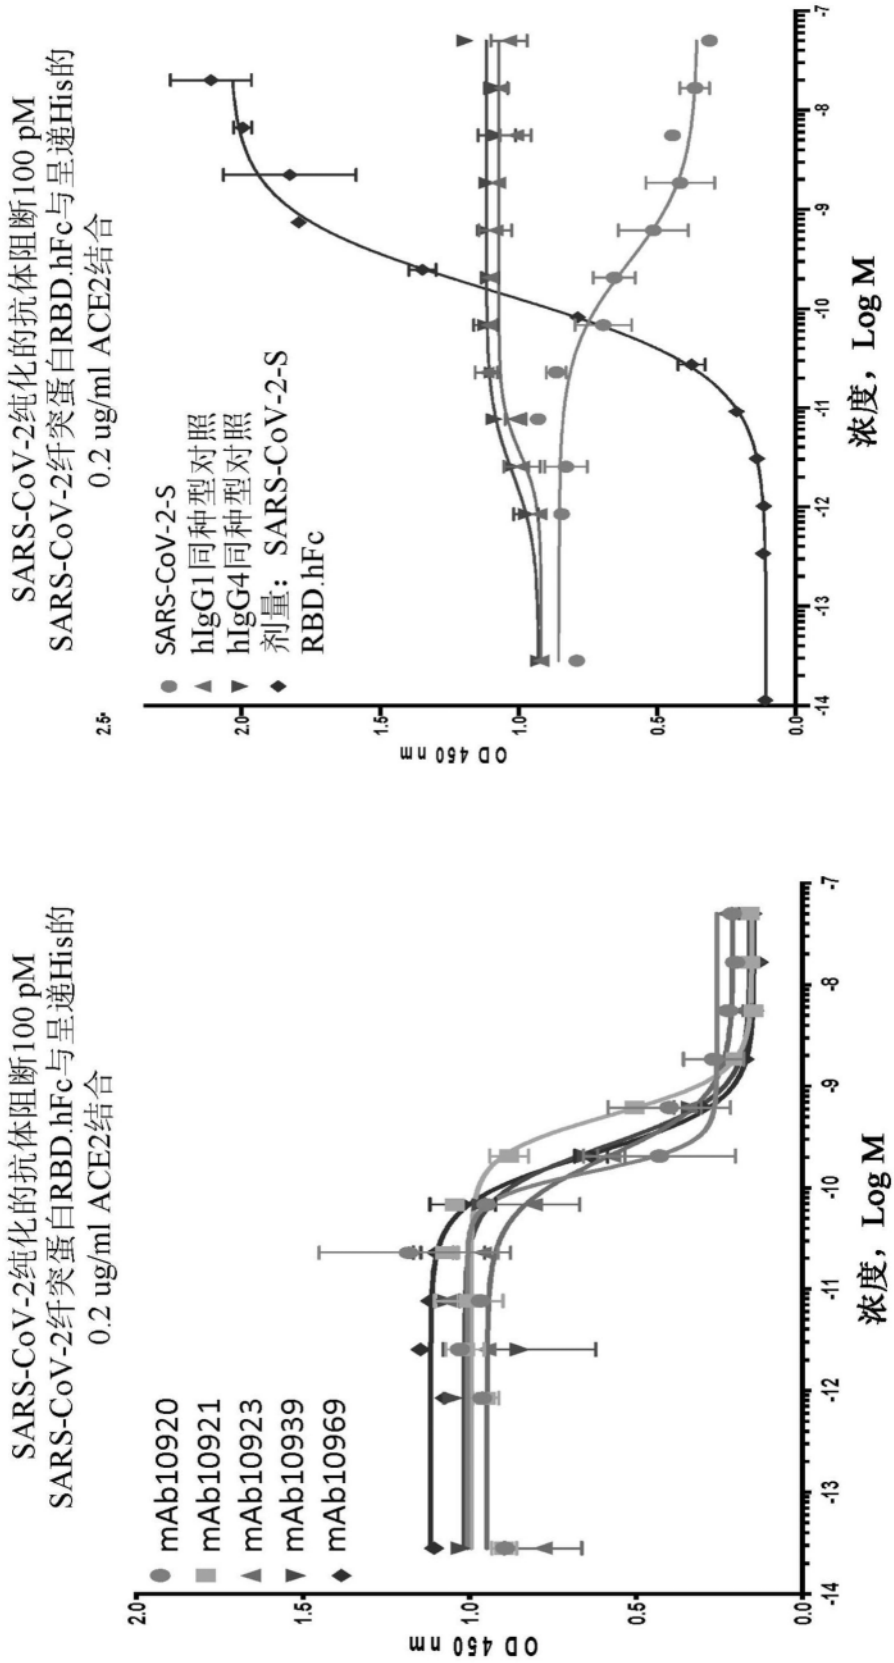 SARS-CoV-2纯化的抗体阻断100 pM
SARS-CoV-2纤突蛋白RBD.hFc与呈递His的
0.2 ug/ml ACE2结合
mAb10920
mAb10921
mAb10923
mAb10939
mAb10969
2.0
1.5
1.0
0.5
0.0
OD 450 nm
-14
-13
-12
-11
-10
-9
-8
-7
浓度，Log M
SARS-CoV-2纯化的抗体阻断100 pM
SARS-CoV-2纤突蛋白RBD.hFc与呈递His的
0.2 ug/ml ACE2结合
SARS-CoV-2-S
hIgG1同种型对照
hIgG4同种型对照
剂量：SARS-CoV-2-S
RBD.hFc
2.5
2.0
1.5
1.0
0.5
0.0
OD 450 nm
-14
-13
-12
-11
-10
-9
-8
-7
浓度，Log M